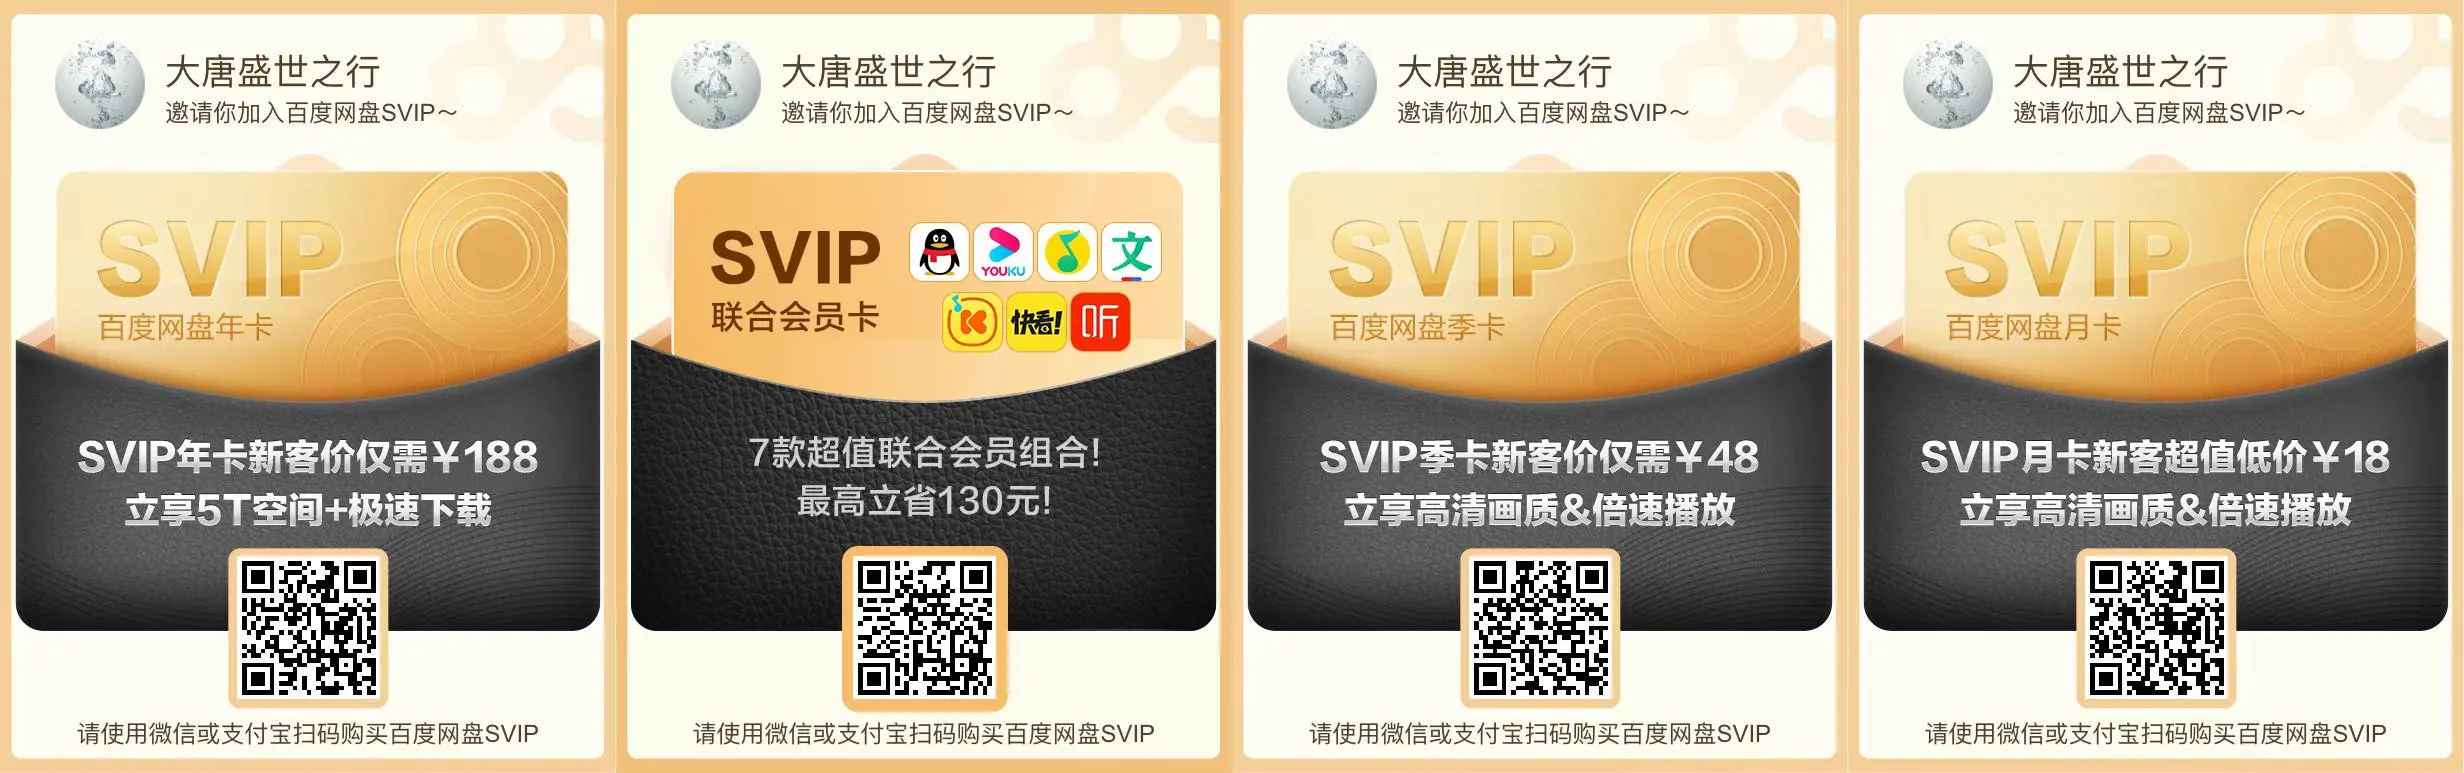 大唐盛世之行
邀请你加入百度网盘SVIP～
SVIP
百度网盘年卡
SVIP年卡新客价仅需￥188
立享5T空间+极速下载
请使用微信或支付宝扫码购买百度网盘SVIP
大唐盛世之行
邀请你加入百度网盘SVIP～
SVIP
联合会员卡
YOUKU
文
K
快看!
听
7款超值联合会员组合!
最高立省130元!
请使用微信或支付宝扫码购买百度网盘SVIP
大唐盛世之行
邀请你加入百度网盘SVIP～
SVIP
百度网盘季卡
SVIP季卡新客价仅需￥48
立享高清画质&倍速播放
请使用微信或支付宝扫码购买百度网盘SVIP
大唐盛世之行
邀请你加入百度网盘SVIP～
SVIP
百度网盘月卡
SVIP月卡新客超值低价￥18
立享高清画质&倍速播放
请使用微信或支付宝扫码购买百度网盘SVIP